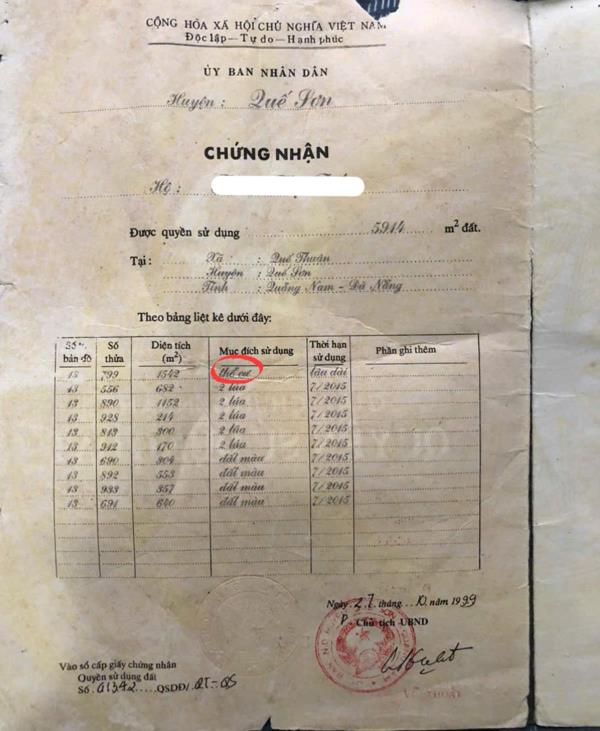 CỘNG HÒA XÃ HỘI CHỦ NGHĨA VIỆT NAM
Độc lập — Tự do — Hạnh phúc
ỦY BAN NHÂN DÂN
Huyện: Quế Sơn
CHỨNG NHẬN
Hộ:
Được quyền sử dụng 5914 m² đất.
Tại: Xã : Quế Thuận
Huyện : Quế Sơn
Tỉnh : Quảng Nam - Đà Nẵng
Theo bảng liệt kê dưới đây:
Số tờ bản đồ Số thửa Diện tích (m²) Mục đích sử dụng Thời hạn sử dụng Phần ghi thêm
13 799 1542 thổ cư lâu dài
13 556 682 2 lúa 7/2015
13 890 1152 2 lúa 7/2015
13 928 214 2 lúa 7/2015
13 813 300 2 lúa 7/2015
13 912 170 2 lúa 7/2015
13 690 304 đất màu 7/2015
13 892 553 đất màu 7/2015
13 933 357 đất màu 7/2015
13 691 640 đất màu 7/2015
Ngày 27 tháng 10 năm 1999
P. Chủ tịch UBND
Vào sổ cấp giấy chứng nhận
Quyền sử dụng đất
Số 01342 QSDĐ/QT-QS